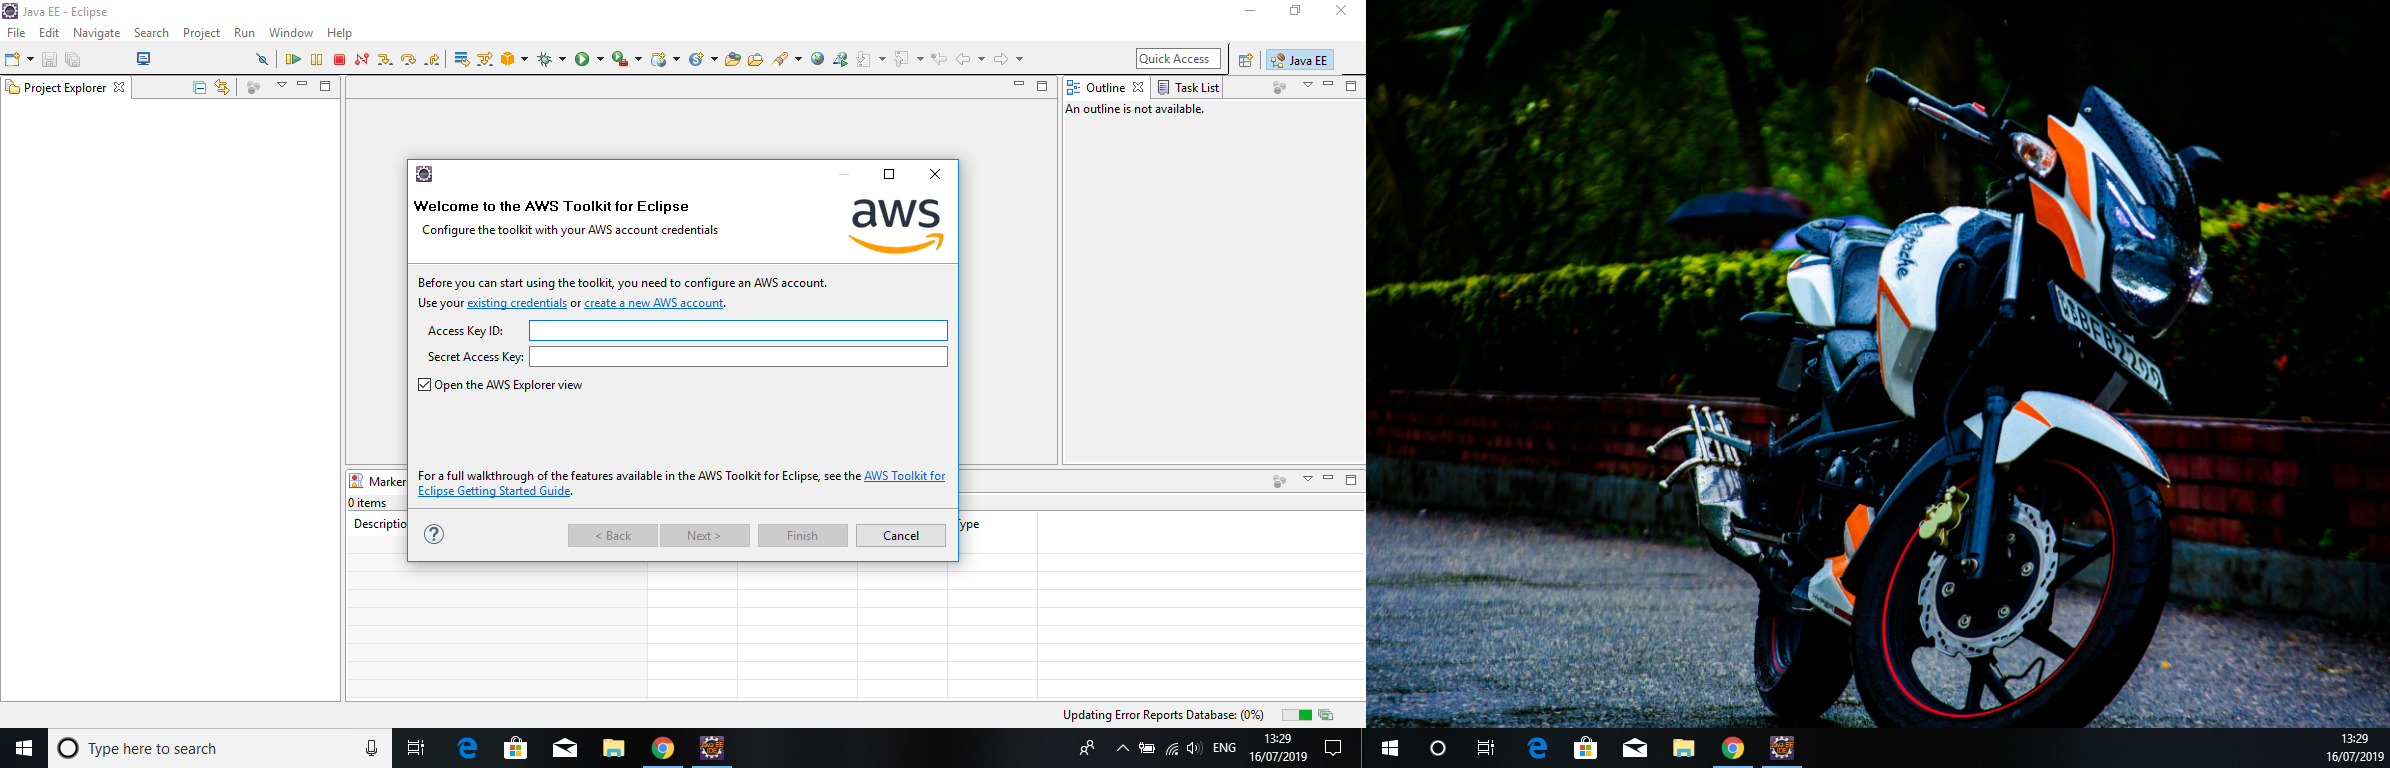 Java EE - Eclipse
File Edit Navigate Search Project Run Window Help
Quick Access
Java EE
Project Explorer
Outline
Task List
An outline is not available.
Welcome to the AWS Toolkit for Eclipse
Configure the toolkit with your AWS account credentials
aws
Before you can start using the toolkit, you need to configure an AWS account.
Use your existing credentials or create a new AWS account.
Access Key ID:
Secret Access Key:
Open the AWS Explorer view
For a full walkthrough of the features available in the AWS Toolkit for Eclipse, see the AWS Toolkit for
Eclipse Getting Started Guide.
< Back
Next >
Finish
Cancel
Marker
0 items
Descriptio
ype
Updating Error Reports Database: (0%)
Type here to search
ENG
13:29
16/07/2019
13:29
16/07/2019
Apache
BFB2299